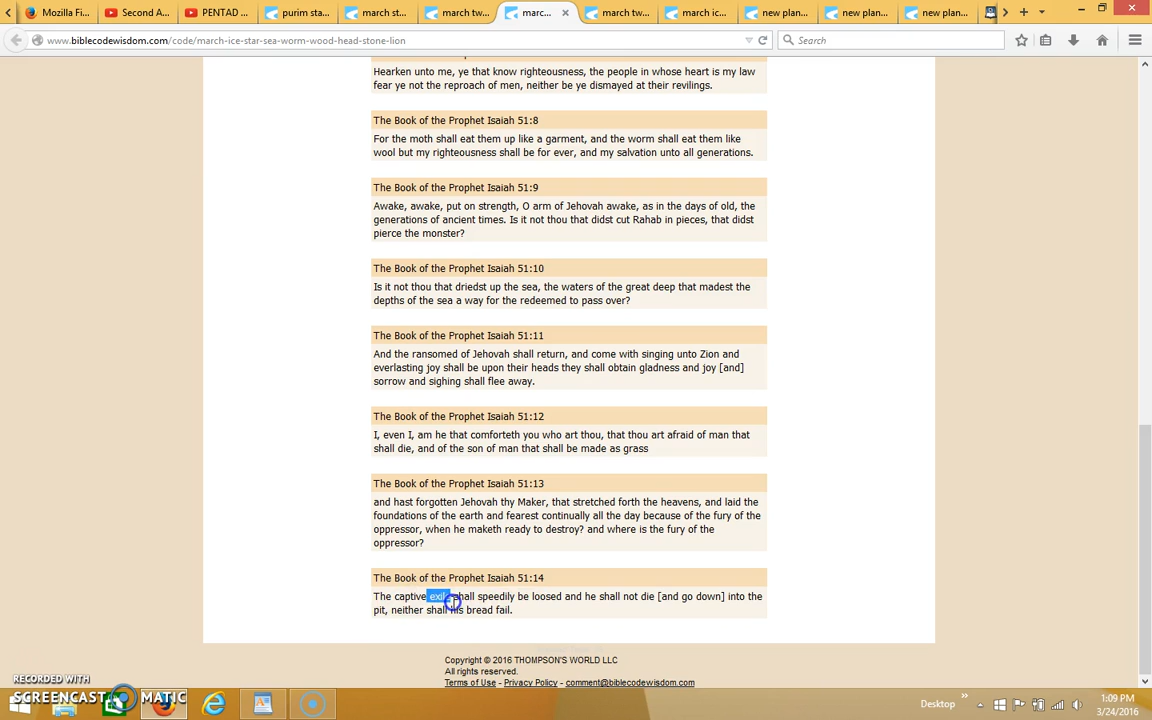 Mozilla Fi...
Second A...
PENTAD ...
purim sta...
march st...
march tw...
marc...
march tw...
march ic...
new plan...
new plan...
new plan...
www.biblecodewisdom.com/code/march-ice-star-sea-worm-wood-head-stone-lion
Search
Hearken unto me, ye that know righteousness, the people in whose heart is my law
fear ye not the reproach of men, neither be ye dismayed at their revilings.
The Book of the Prophet Isaiah 51:8
For the moth shall eat them up like a garment, and the worm shall eat them like
wool but my righteousness shall be for ever, and my salvation unto all generations.
The Book of the Prophet Isaiah 51:9
Awake, awake, put on strength, O arm of Jehovah awake, as in the days of old, the
generations of ancient times. Is it not thou that didst cut Rahab in pieces, that didst
pierce the monster?
The Book of the Prophet Isaiah 51:10
Is it not thou that driedst up the sea, the waters of the great deep that madest the
depths of the sea a way for the redeemed to pass over?
The Book of the Prophet Isaiah 51:11
And the ransomed of Jehovah shall return, and come with singing unto Zion and
everlasting joy shall be upon their heads they shall obtain gladness and joy [and]
sorrow and sighing shall flee away.
The Book of the Prophet Isaiah 51:12
I, even I, am he that comforteth you who art thou, that thou art afraid of man that
shall die, and of the son of man that shall be made as grass
The Book of the Prophet Isaiah 51:13
and hast forgotten Jehovah thy Maker, that stretched forth the heavens, and laid the
foundations of the earth and fearest continually all the day because of the fury of the
oppressor, when he maketh ready to destroy? and where is the fury of the
oppressor?
The Book of the Prophet Isaiah 51:14
The captive exile shall speedily be loosed and he shall not die [and go down] into the
pit, neither shall his bread fail.
Copyright © 2016 THOMPSON'S WORLD LLC
All rights reserved.
Terms of Use - Privacy Policy - comment@biblecodewisdom.com
RECORDED WITH
SCREENCAST MATIC
Desktop
1:09 PM
3/24/2016